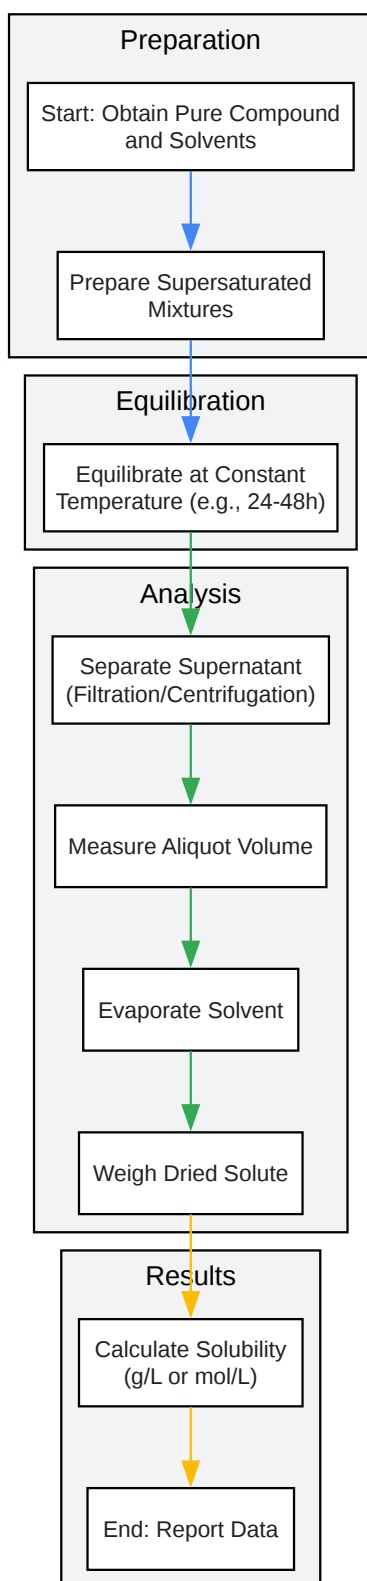 Preparation
Start: Obtain Pure Compound
and Solvents
Prepare Supersaturated
Mixtures
Equilibration
Equilibrate at Constant
Temperature (e.g., 24-48h)
Analysis
Separate Supernatant
(Filtration/Centrifugation)
Measure Aliquot Volume
Evaporate Solvent
Weigh Dried Solute
Results
Calculate Solubility
(g/L or mol/L)
End: Report Data